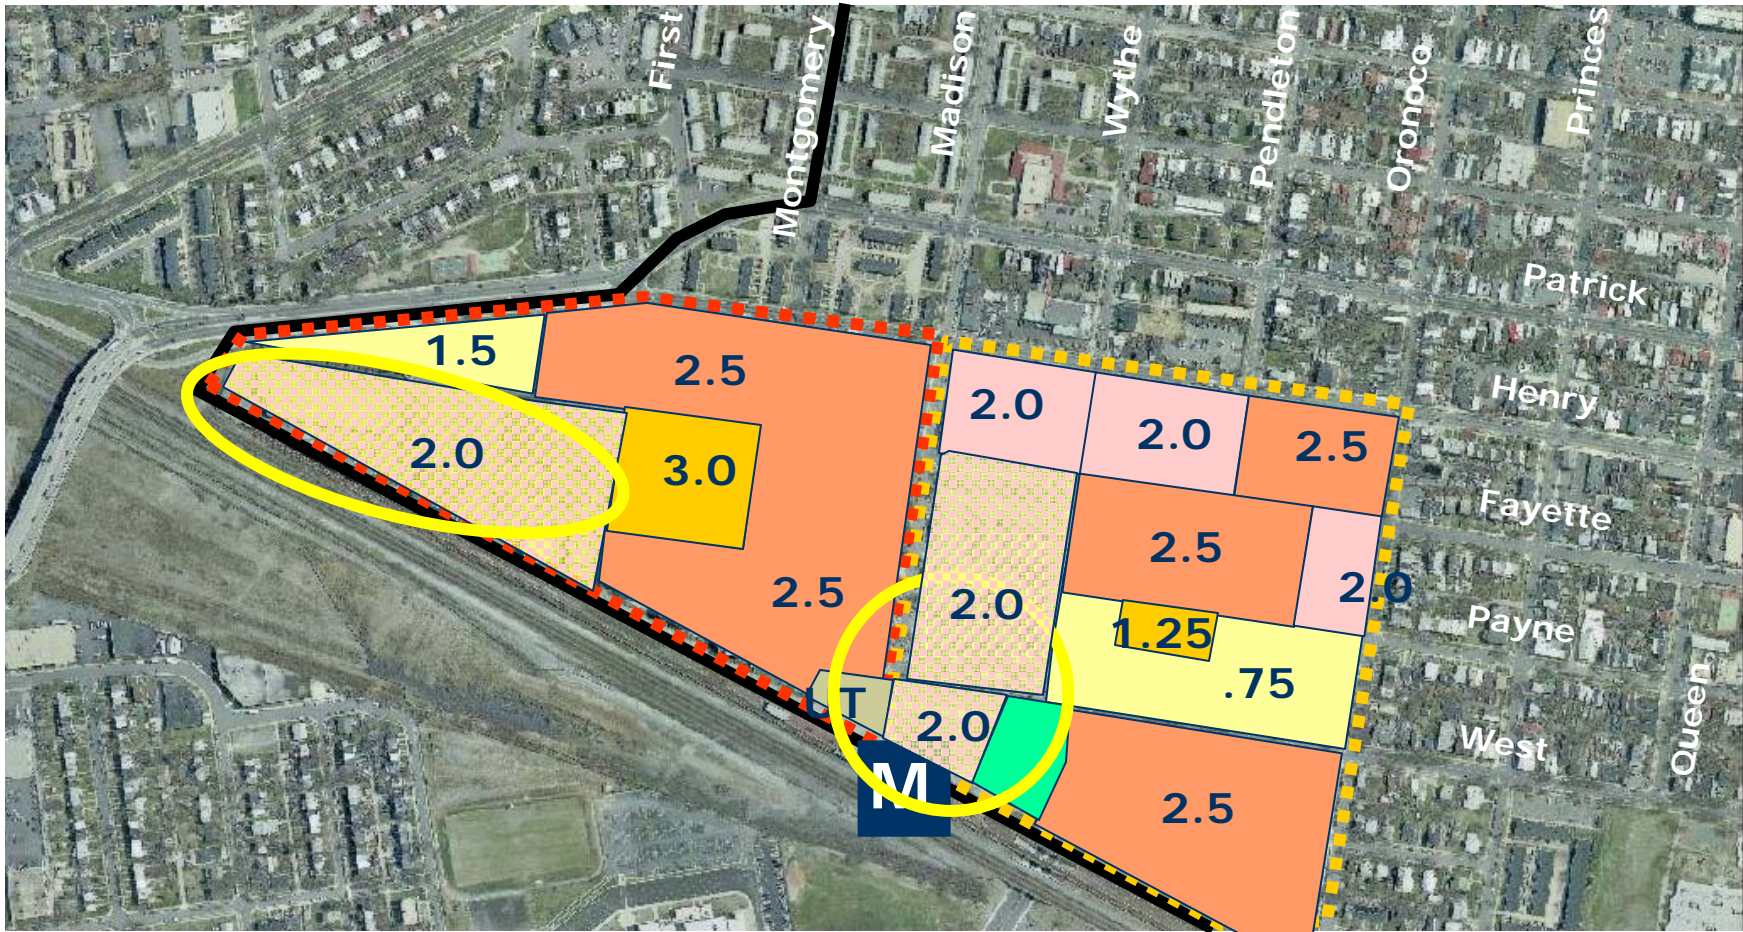 First
Montgomery
Madison
Wythe
Pendleton
Oronoco
Princes
Patrick
Henry
Fayette
Payne
West
Queen
1.5
2.5
2.0
3.0
2.5
2.0
2.0
2.5
2.5
2.0
2.0
1.25
.75
UT
2.0
M
2.5